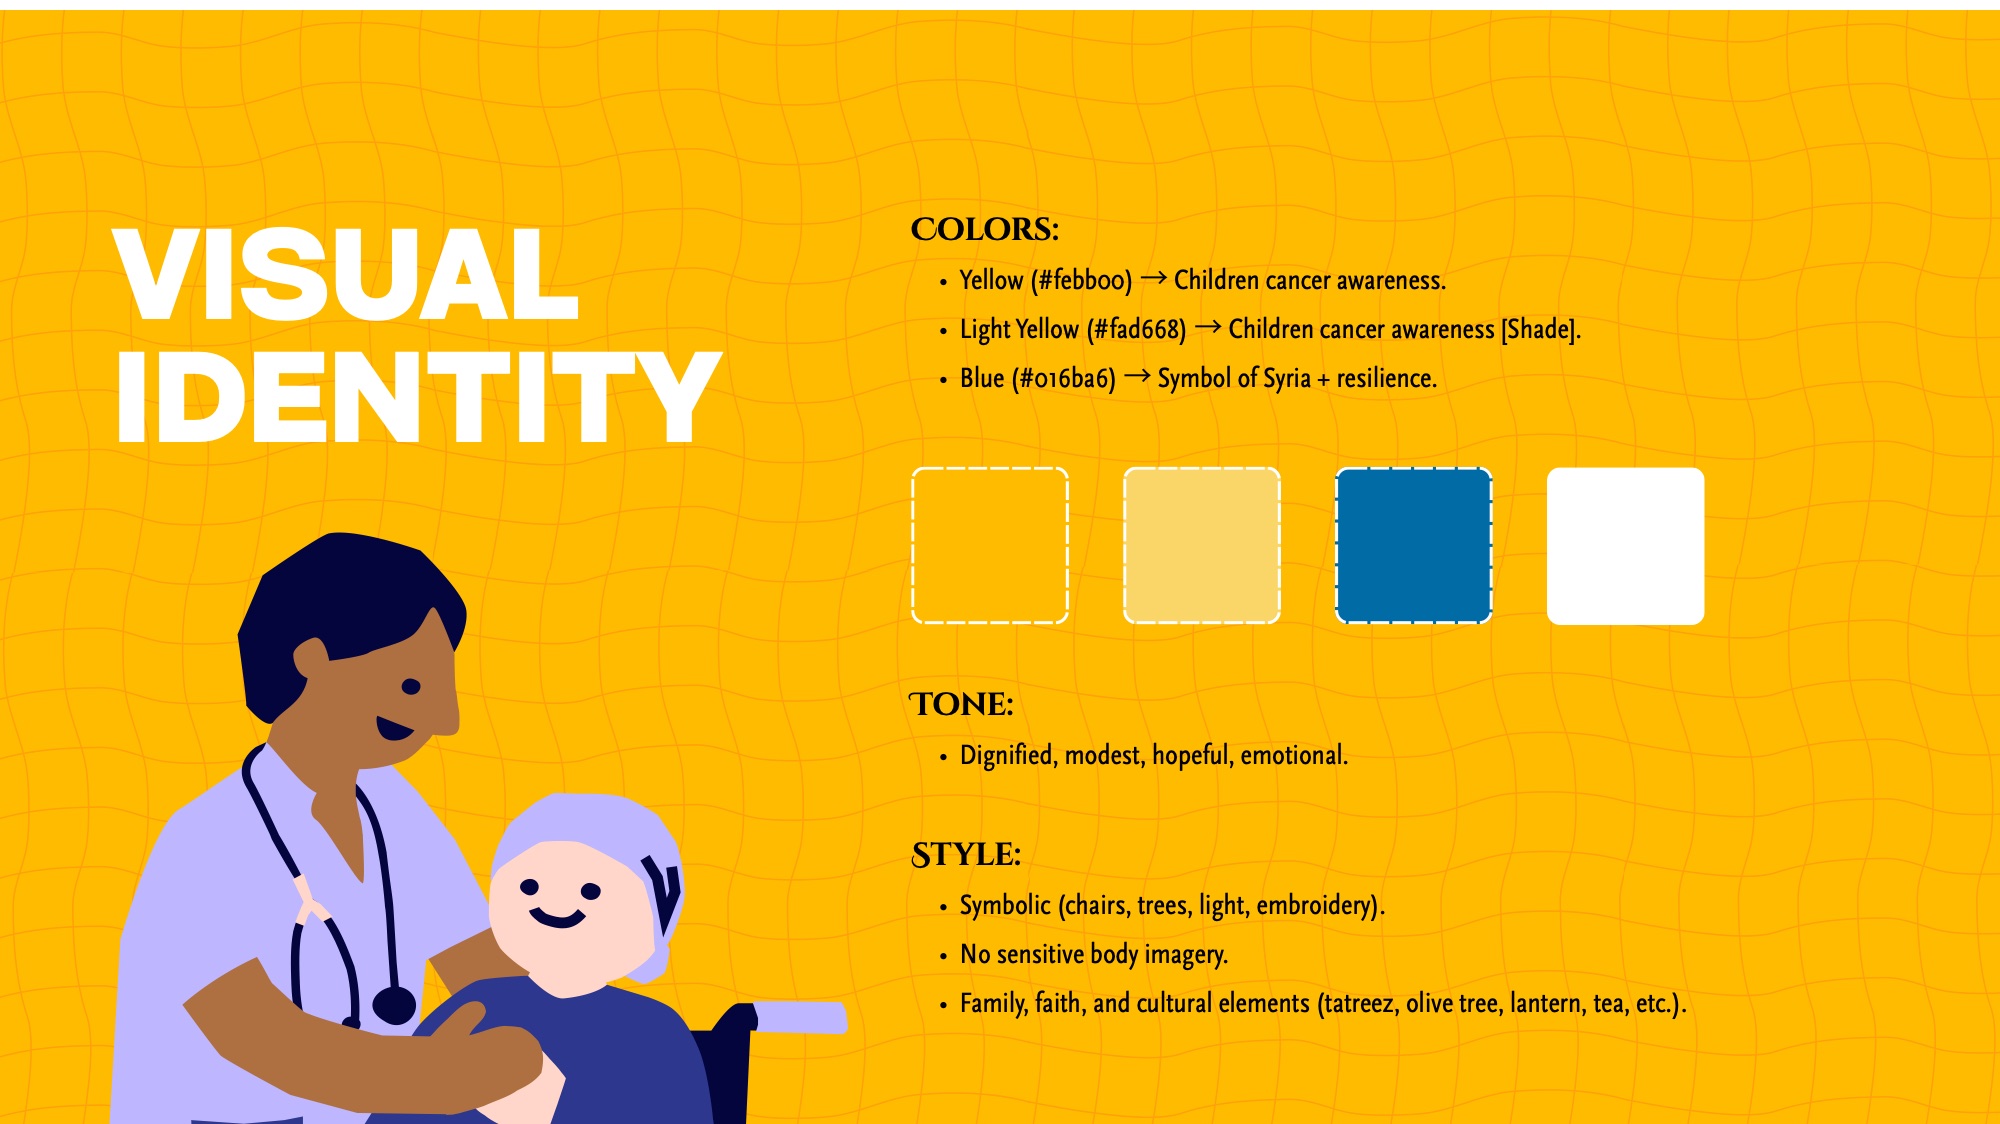 VISUAL
IDENTITY
COLORS:
• Yellow (#febb00) → Children cancer awareness.
• Light Yellow (#fad668) → Children cancer awareness [Shade].
• Blue (#016ba6) → Symbol of Syria + resilience.
TONE:
• Dignified, modest, hopeful, emotional.
STYLE:
• Symbolic (chairs, trees, light, embroidery).
• No sensitive body imagery.
• Family, faith, and cultural elements (tatreez, olive tree, lantern, tea, etc.).